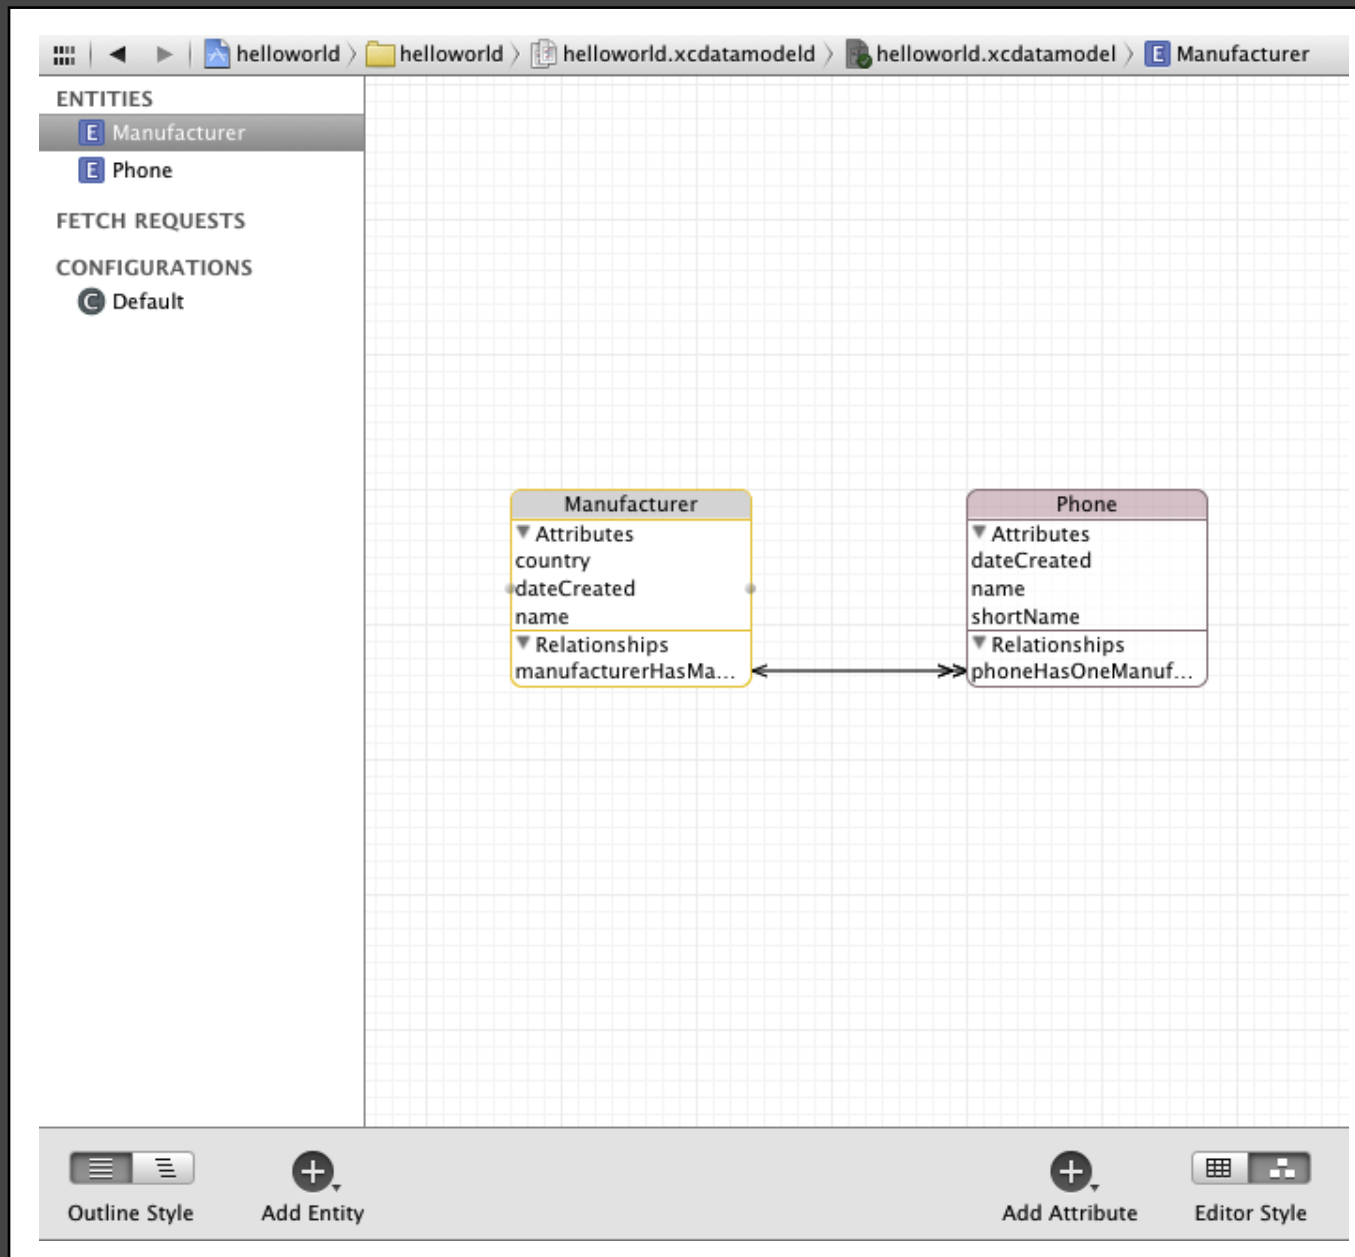 helloworld helloworld helloworld.xcdatamodeld helloworld.xcdatamodel E Manufacturer
ENTITIES
E Manufacturer
E Phone
FETCH REQUESTS
CONFIGURATIONS
C Default
Manufacturer
Attributes
country
dateCreated
name
Relationships
manufacturerHasMa...
Phone
Attributes
dateCreated
name
shortName
Relationships
phoneHasOneManuf...
Outline Style
Add Entity
Add Attribute
Editor Style